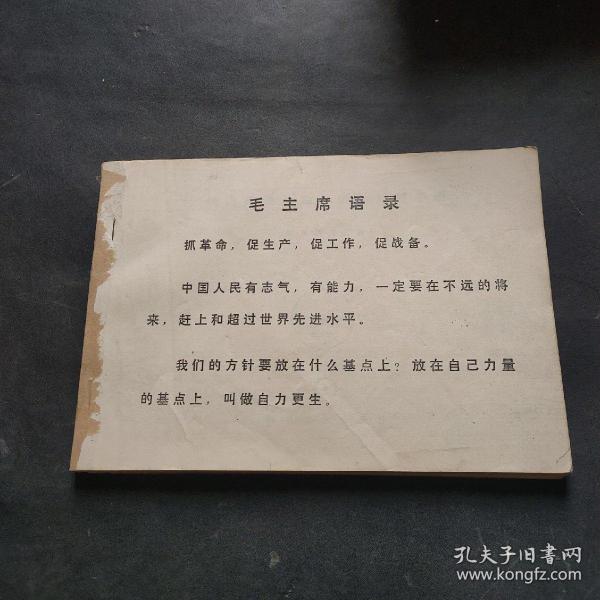 毛主席语录
抓革命，促生产，促工作，促战备。
中国人民有志气，有能力，一定要在不远的将
来，赶上和超过世界先进水平。
我们的方针要放在什么基点上？放在自己力量
的基点上，叫做自力更生。
孔夫子旧书网
www.kongfz.com